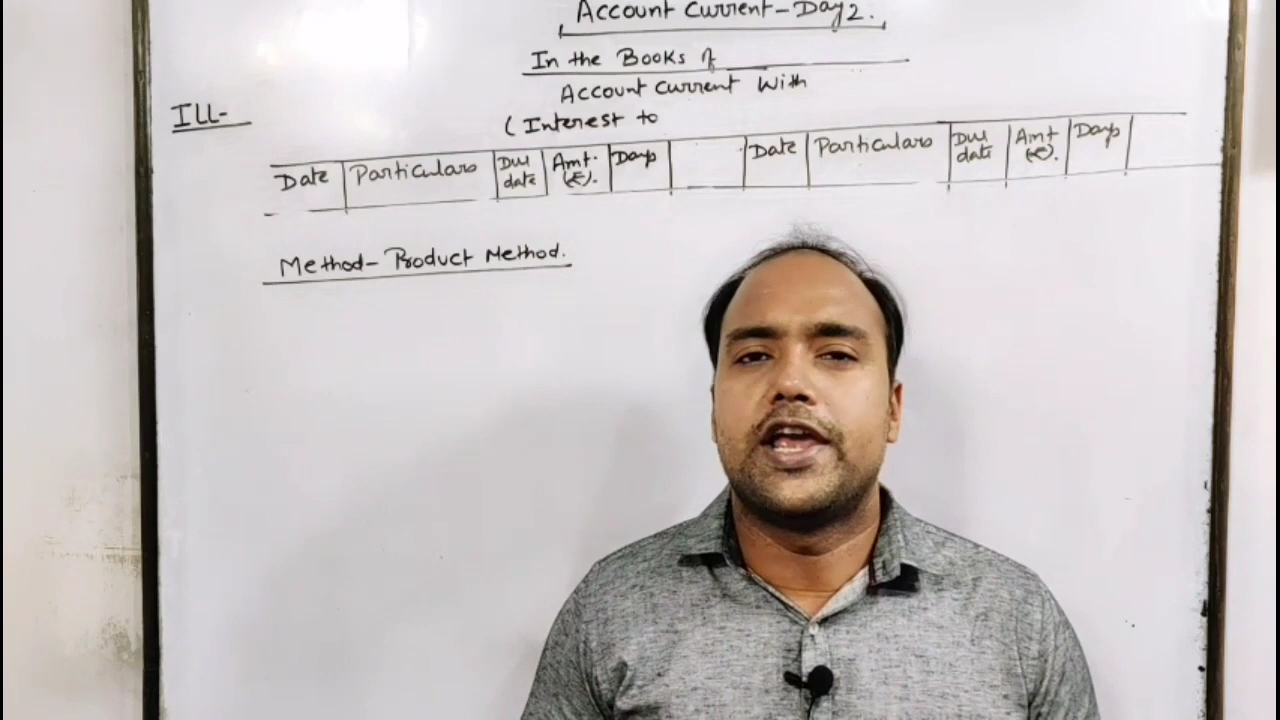 Account Current-Day 2.
In the Books of
Account Current With
ILL-
( Interest to
Date Particulars Due date Amt. (₹). Days Date Particulars Due date Amt. (₹). Days
Method- Product Method.